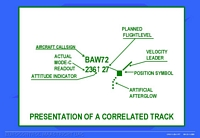 PLANNED
FLIGHTLEVEL
AIRCRAFT CALLSIGN
ACTUAL
MODE-C
READOUT
ATTITUDE INDICATOR
BAW72
236 27
VELOCITY
LEADER
POSITION SYMBOL
ARTIFICIAL
AFTERGLOW
PRESENTATION OF A CORRELATED TRACK